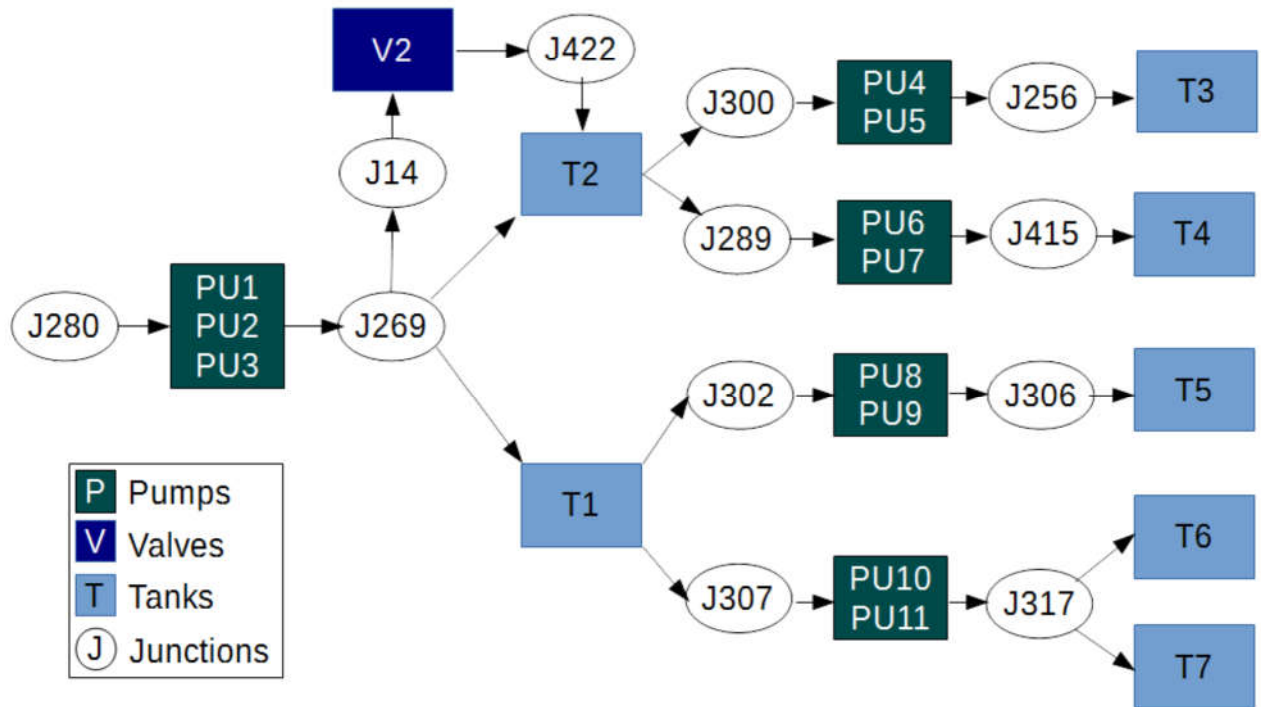 V2
J422
J300
PU4
PU5
J256
T3
J14
T2
J289
PU6
PU7
J415
T4
J280
PU1
PU2
PU3
J269
J302
PU8
PU9
J306
T5
T1
J307
PU10
PU11
J317
T6
T7
P Pumps
V Valves
T Tanks
J Junctions